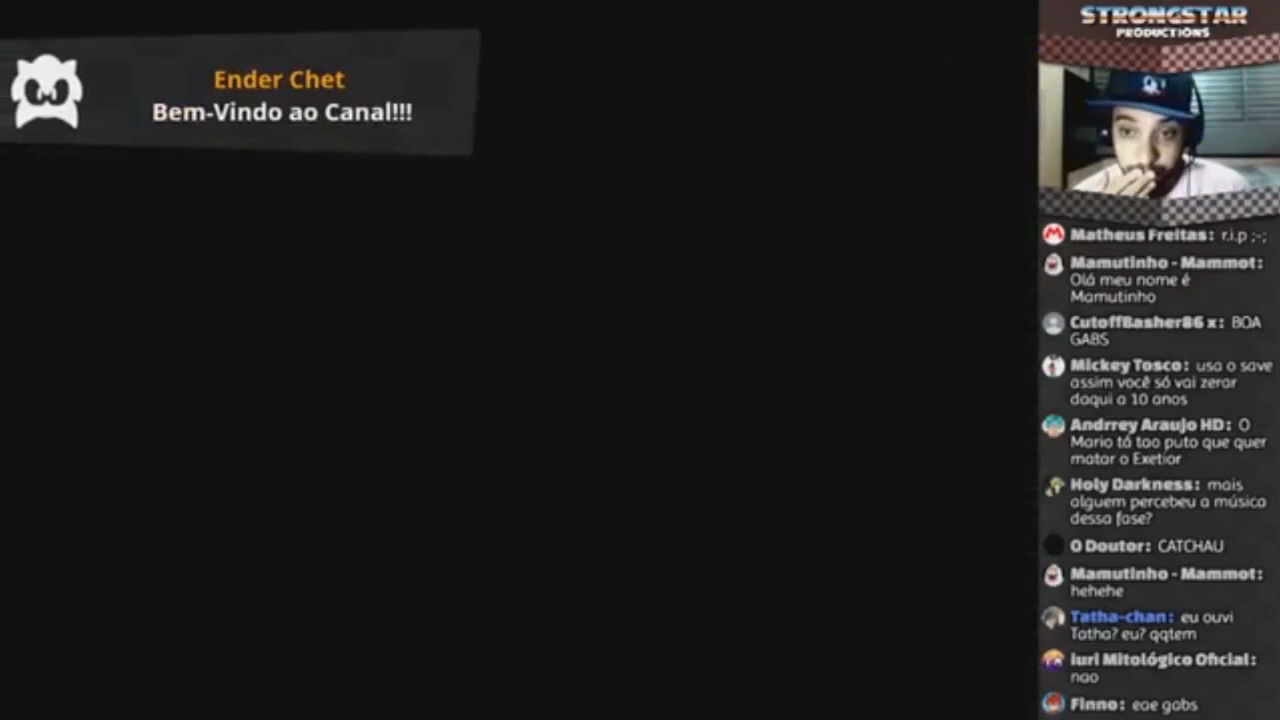 Ender Chet
Bem-Vindo ao Canal!!!
STRONGSTAR
PRODUCTIONS
Matheus Freitas: r.i.p ;-;
Mamutinho - Mammot:
Olá meu nome é
Mamutinho
CutoffBasher86 x: BOA
GABS
Mickey Tosco: usa o save
assim você só vai zerar
daqui a 10 anos
Andrrey Araujo HD: O
Mario tá tao puto que quer
matar o Exetior
Holy Darkness: mais
alguem percebeu a música
dessa fase?
O Doutor: CATCHAU
Mamutinho - Mammot:
hehehe
Tatha-chan: eu ouvi
Tatha? eu? qqtem
iuri Mitológico Oficial:
nao
Finno: eae gabs